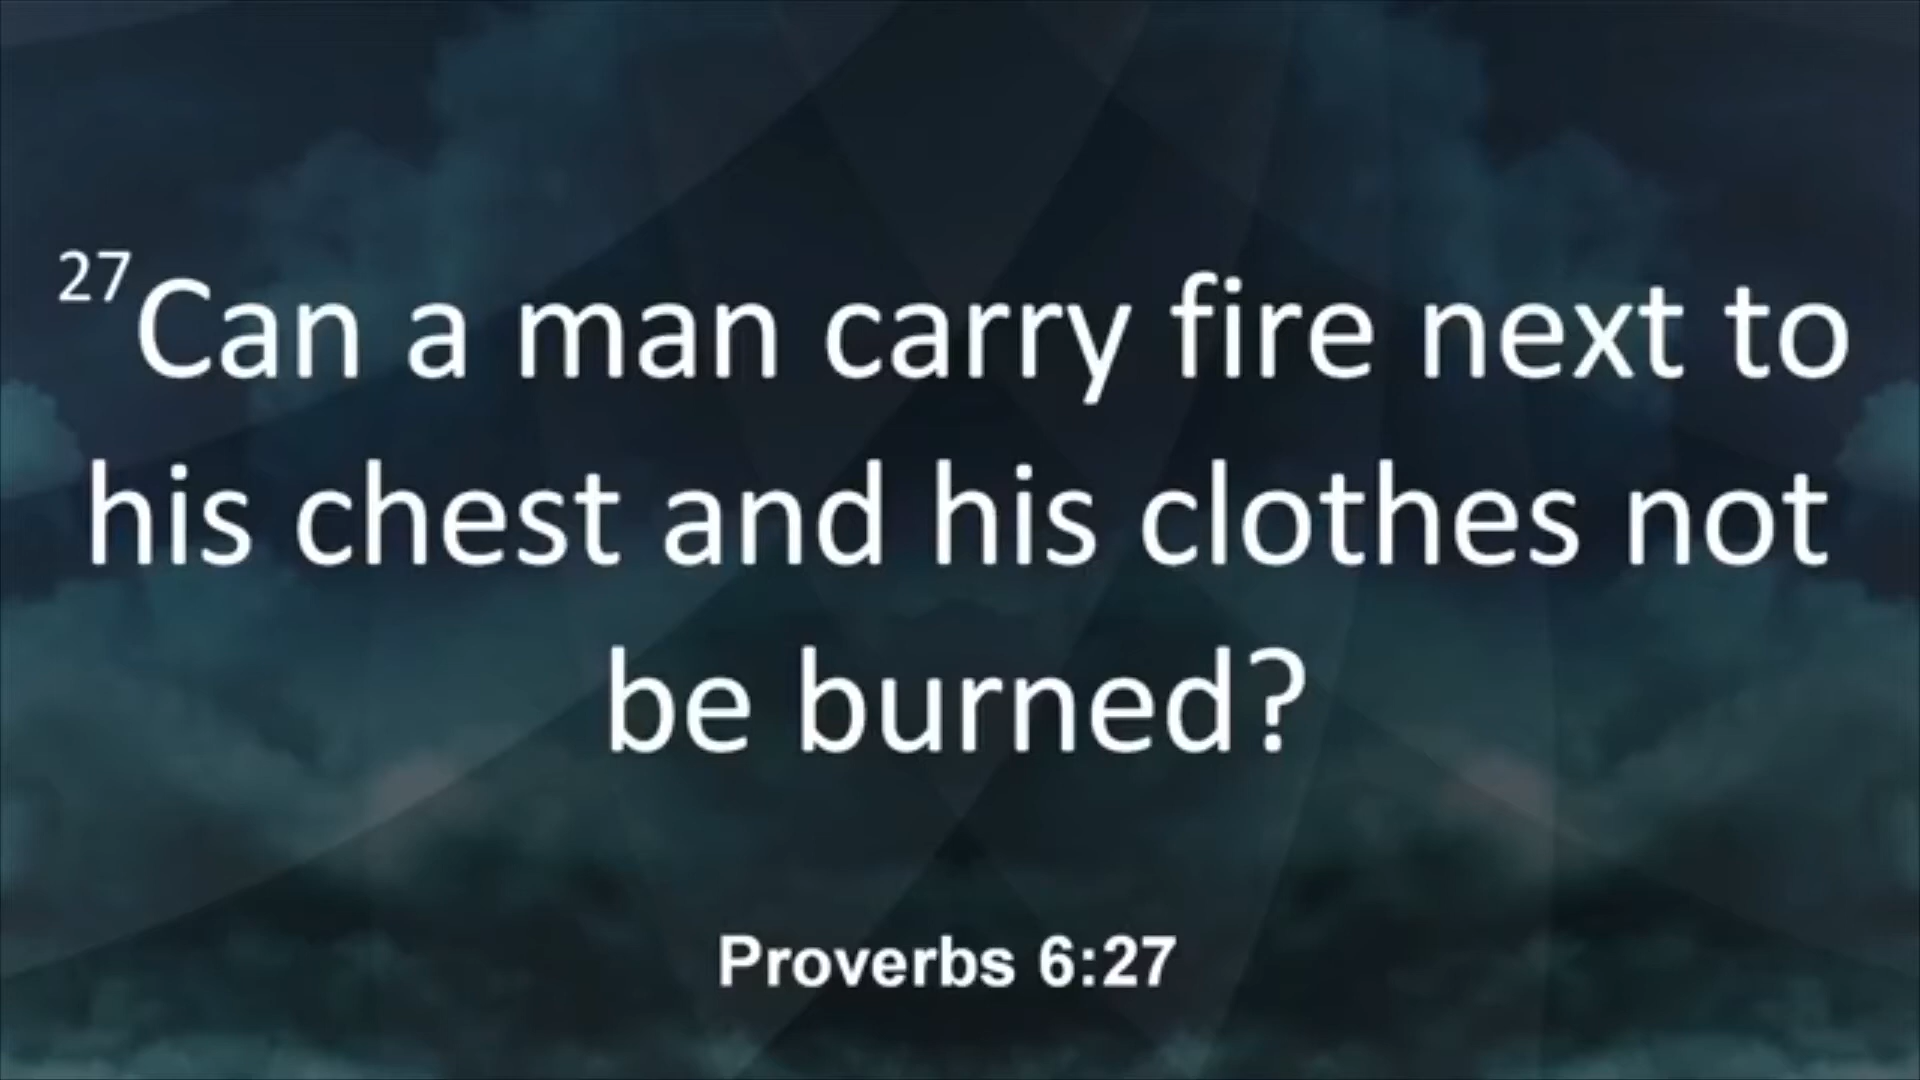 27Can a man carry fire next to
his chest and his clothes not
be burned?
Proverbs 6:27